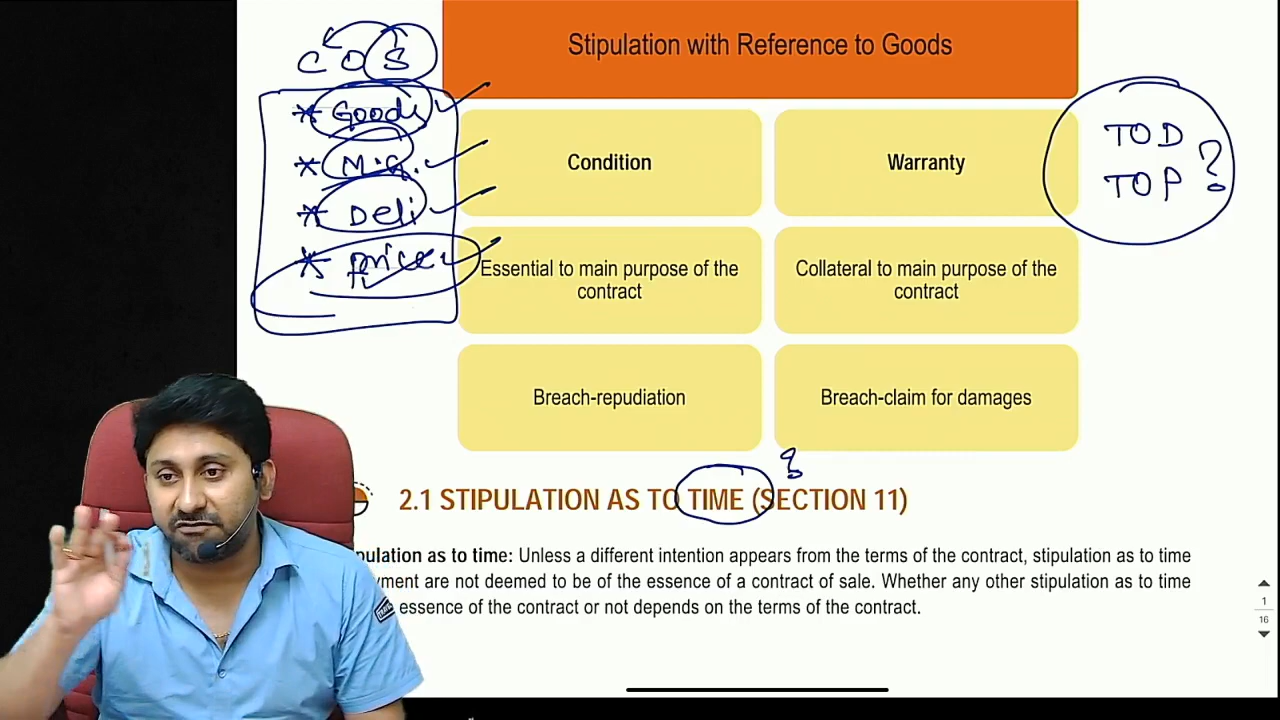 C O S
* Goods
* M.G.
* Deli
* price
Stipulation with Reference to Goods
Condition
Warranty
Essential to main purpose of the
contract
Collateral to main purpose of the
contract
Breach-repudiation
Breach-claim for damages
TOD
TOP ?
2.1 STIPULATION AS TO TIME (SECTION 11)
pulation as to time: Unless a different intention appears from the terms of the contract, stipulation as to time
yment are not deemed to be of the essence of a contract of sale. Whether any other stipulation as to time
essence of the contract or not depends on the terms of the contract.
1
16